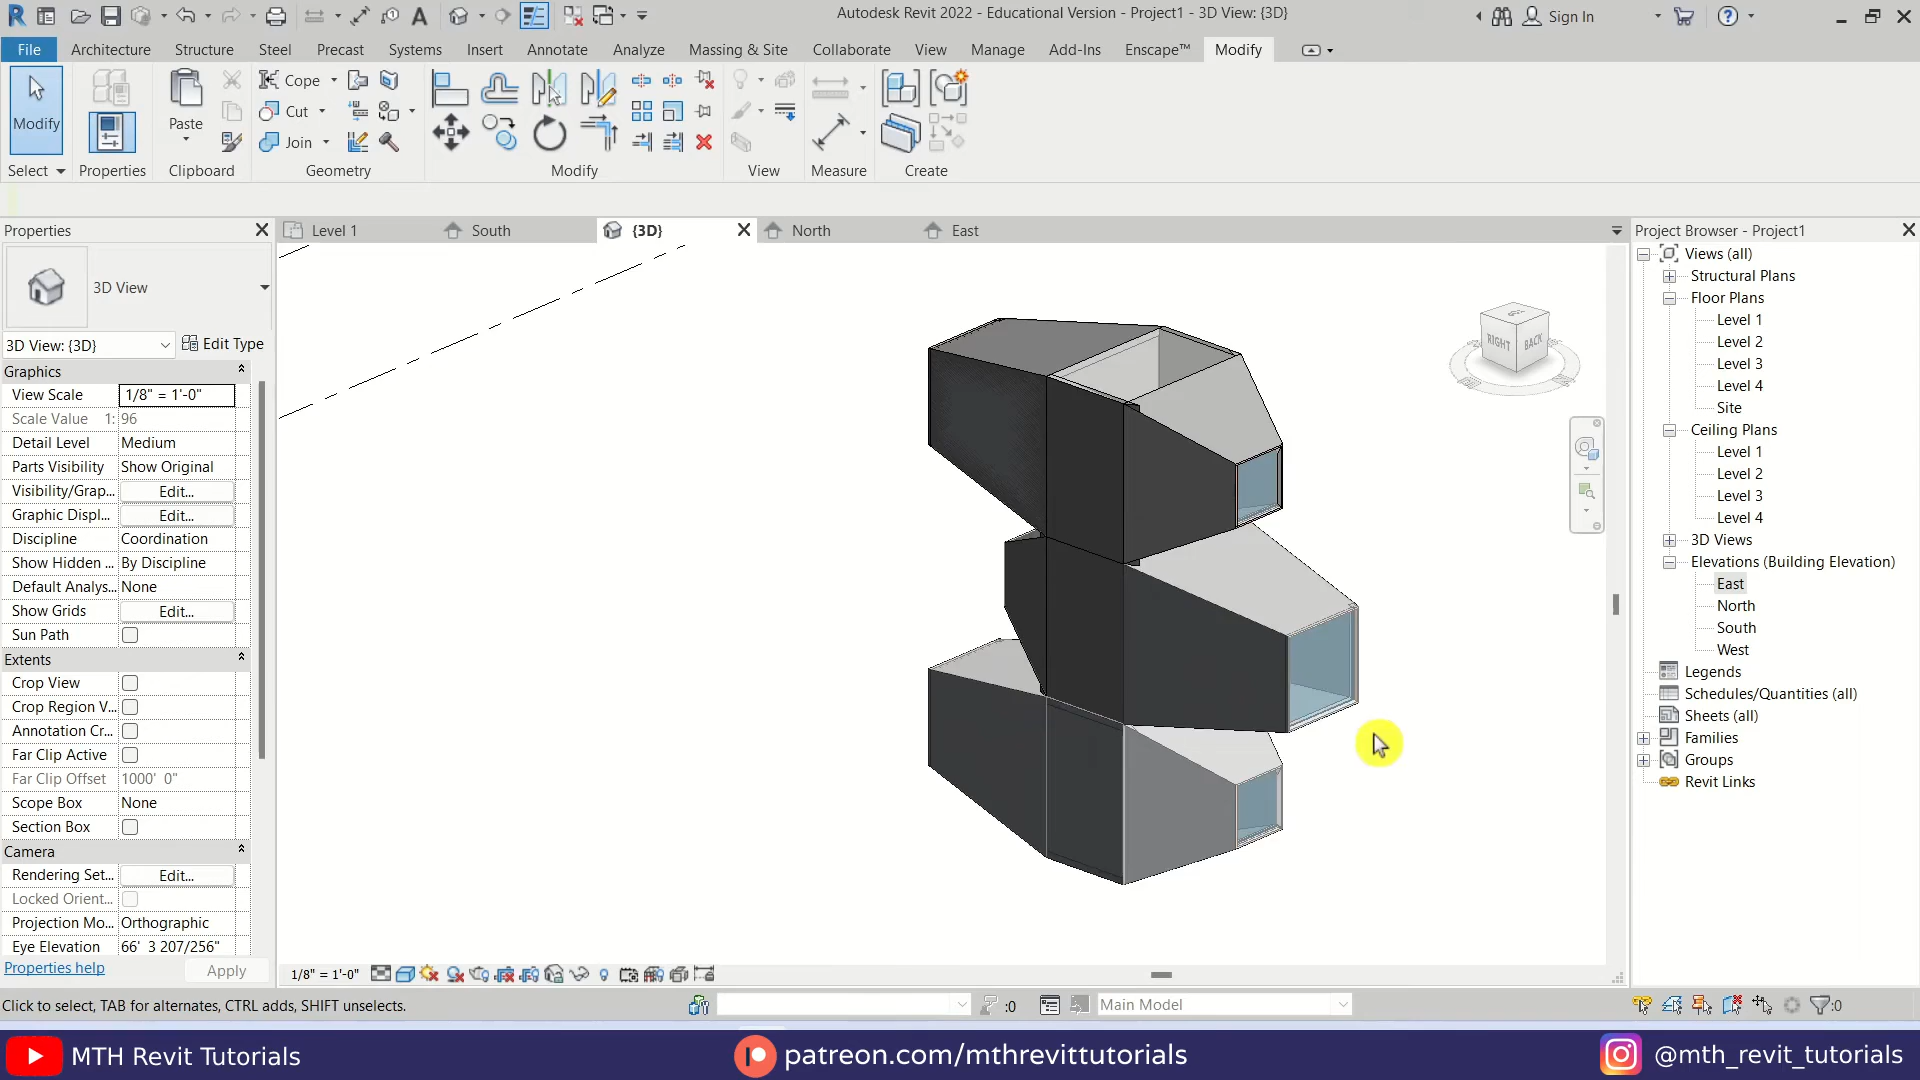 Autodesk Revit 2022 - Educational Version - Project1 - 3D View: {3D}
Sign In
File Architecture Structure Steel Precast Systems Insert Annotate Analyze Massing & Site Collaborate View Manage Add-Ins Enscape™ Modify
Modify
Paste
Cope
Cut
Join
Select Properties Clipboard Geometry Modify View Measure Create
Properties
Level 1 South {3D} North East
Project Browser - Project1
3D View
3D View: {3D} Edit Type
Graphics
View Scale 1/8" = 1'-0"
Scale Value 1: 96
Detail Level Medium
Parts Visibility Show Original
Visibility/Grap... Edit...
Graphic Displ... Edit...
Discipline Coordination
Show Hidden ... By Discipline
Default Analys... None
Show Grids Edit...
Sun Path
Extents
Crop View
Crop Region V...
Annotation Cr...
Far Clip Active
Far Clip Offset 1000' 0"
Scope Box None
Section Box
Camera
Rendering Set... Edit...
Locked Orient...
Projection Mo... Orthographic
Eye Elevation 66' 3 207/256"
Properties help Apply
RIGHT BACK
Views (all)
Structural Plans
Floor Plans
Level 1
Level 2
Level 3
Level 4
Site
Ceiling Plans
Level 1
Level 2
Level 3
Level 4
3D Views
Elevations (Building Elevation)
East
North
South
West
Legends
Schedules/Quantities (all)
Sheets (all)
Families
Groups
Revit Links
1/8" = 1'-0"
Click to select, TAB for alternates, CTRL adds, SHIFT unselects.
:0
Main Model
:0
MTH Revit Tutorials
patreon.com/mthrevittutorials
@mth_revit_tutorials